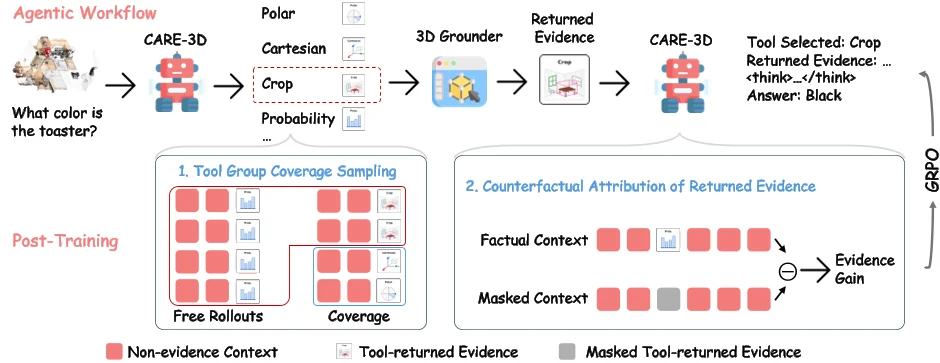 Agentic Workflow
What color is
the toaster?
CARE-3D
Polar
Cartesian
Crop
Probability
...
3D Grounder
Returned
Evidence
Crop
CARE-3D
Tool Selected: Crop
Returned Evidence: ...
<think>...</think>
Answer: Black
GRPO
Post-Training
1. Tool Group Coverage Sampling
Free Rollouts
Coverage
2. Counterfactual Attribution of Returned Evidence
Factual Context
Masked Context
Evidence
Gain
Non-evidence Context
Tool-returned Evidence
Masked Tool-returned Evidence